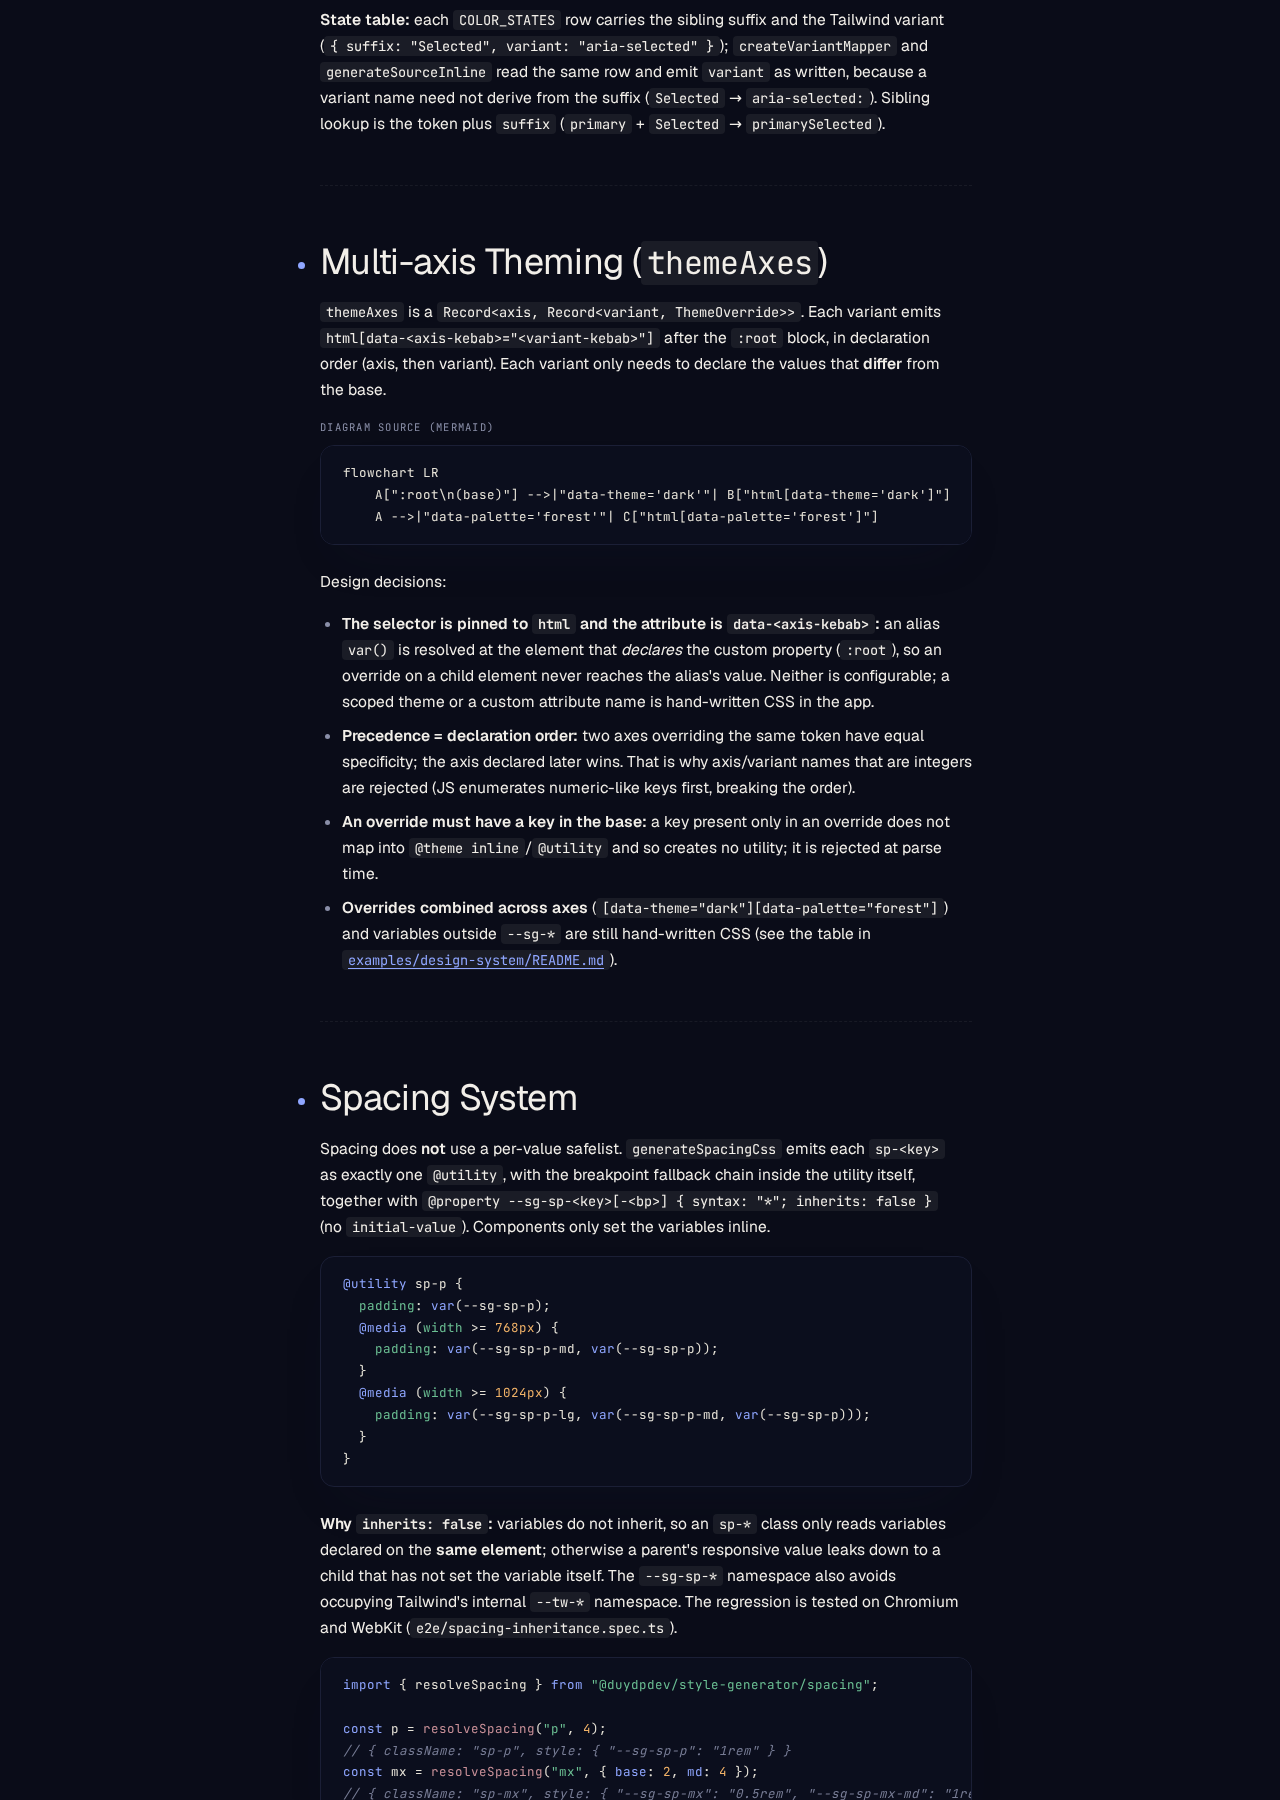 State table: each COLOR_STATES row carries the sibling suffix and the Tailwind variant
( { suffix: "Selected", variant: "aria-selected" } ); createVariantMapper and
generateSourceInline read the same row and emit variant as written, because a
variant name need not derive from the suffix ( Selected → aria-selected: ). Sibling
lookup is the token plus suffix ( primary + Selected → primarySelected ).
Multi-axis Theming (themeAxes)
themeAxes is a Record<axis, Record<variant, ThemeOverride>> . Each variant emits
html[data-<axis-kebab>="<variant-kebab>"] after the :root block, in declaration
order (axis, then variant). Each variant only needs to declare the values that differ from
the base.
DIAGRAM SOURCE (MERMAID)
flowchart LR
    A[":root\n(base)"] -->|"data-theme='dark'"| B["html[data-theme='dark']"]
    A -->|"data-palette='forest'"| C["html[data-palette='forest']"]
Design decisions:
• The selector is pinned to html and the attribute is data-<axis-kebab> : an alias
var() is resolved at the element that declares the custom property ( :root ), so an
override on a child element never reaches the alias's value. Neither is configurable; a
scoped theme or a custom attribute name is hand-written CSS in the app.
• Precedence = declaration order: two axes overriding the same token have equal
specificity; the axis declared later wins. That is why axis/variant names that are integers
are rejected (JS enumerates numeric-like keys first, breaking the order).
• An override must have a key in the base: a key present only in an override does not
map into @theme inline / @utility and so creates no utility; it is rejected at parse
time.
• Overrides combined across axes ( [data-theme="dark"][data-palette="forest"] )
and variables outside --sg-* are still hand-written CSS (see the table in
examples/design-system/README.md ).
Spacing System
Spacing does not use a per-value safelist. generateSpacingCss emits each sp-<key>
as exactly one @utility , with the breakpoint fallback chain inside the utility itself,
together with @property --sg-sp-<key>[-<bp>] { syntax: "*"; inherits: false }
(no initial-value ). Components only set the variables inline.
@utility sp-p {
  padding: var(--sg-sp-p);
  @media (width >= 768px) {
    padding: var(--sg-sp-p-md, var(--sg-sp-p));
  }
  @media (width >= 1024px) {
    padding: var(--sg-sp-p-lg, var(--sg-sp-p-md, var(--sg-sp-p)));
  }
}
Why inherits: false : variables do not inherit, so an sp-* class only reads variables
declared on the same element; otherwise a parent's responsive value leaks down to a
child that has not set the variable itself. The --sg-sp-* namespace also avoids
occupying Tailwind's internal --tw-* namespace. The regression is tested on Chromium
and WebKit ( e2e/spacing-inheritance.spec.ts ).
import { resolveSpacing } from "@duydpdev/style-generator/spacing";
const p = resolveSpacing("p", 4);
// { className: "sp-p", style: { "--sg-sp-p": "1rem" } }
const mx = resolveSpacing("mx", { base: 2, md: 4 });
// { className: "sp-mx", style: { "--sg-sp-mx": "0.5rem", "--sg-sp-mx-md": "1re